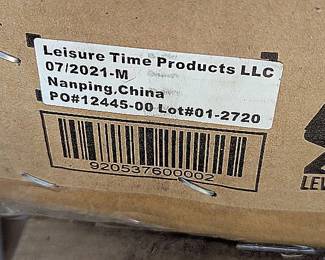 Leisure Time Products LLC
07/2021-M
Nanping,China
PO#12445-00 Lot#01-2720
920537600002
LEV